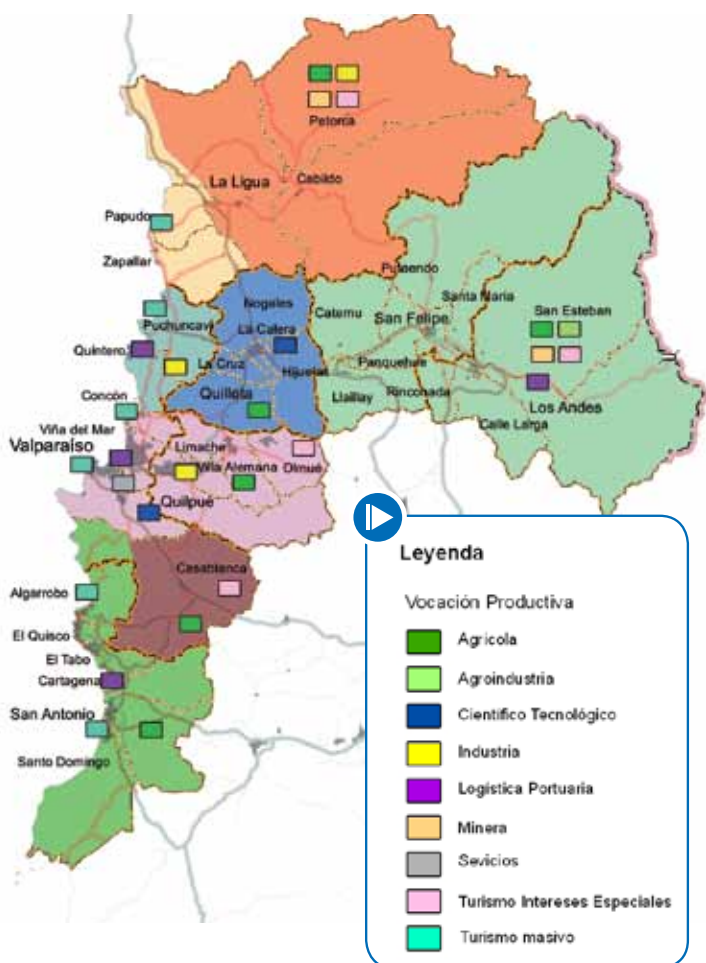 Petorca
La Ligua
Cabildo
Papudo
Zapallar
Putaendo
Nogales
Santa Maria
Puchuncaví
Catemu
San Esteban
La Calera
San Felipe
Quintero
La Cruz
Hijuelas
Panquehue
Concón
Quillota
Llaillay
Rinconada
Los Andes
Calle Larga
Viña del Mar
Limache
Valparaíso
Villa Alemana
Olmué
Quilpué
Casablanca
Algarrobo
El Quisco
El Tabo
Cartagena
San Antonio
Santo Domingo
Leyenda
Vocación Productiva
Agrícola
Agroindustria
Científico Tecnológico
Industria
Logística Portuaria
Minera
Sevicios
Turismo Intereses Especiales
Turismo masivo